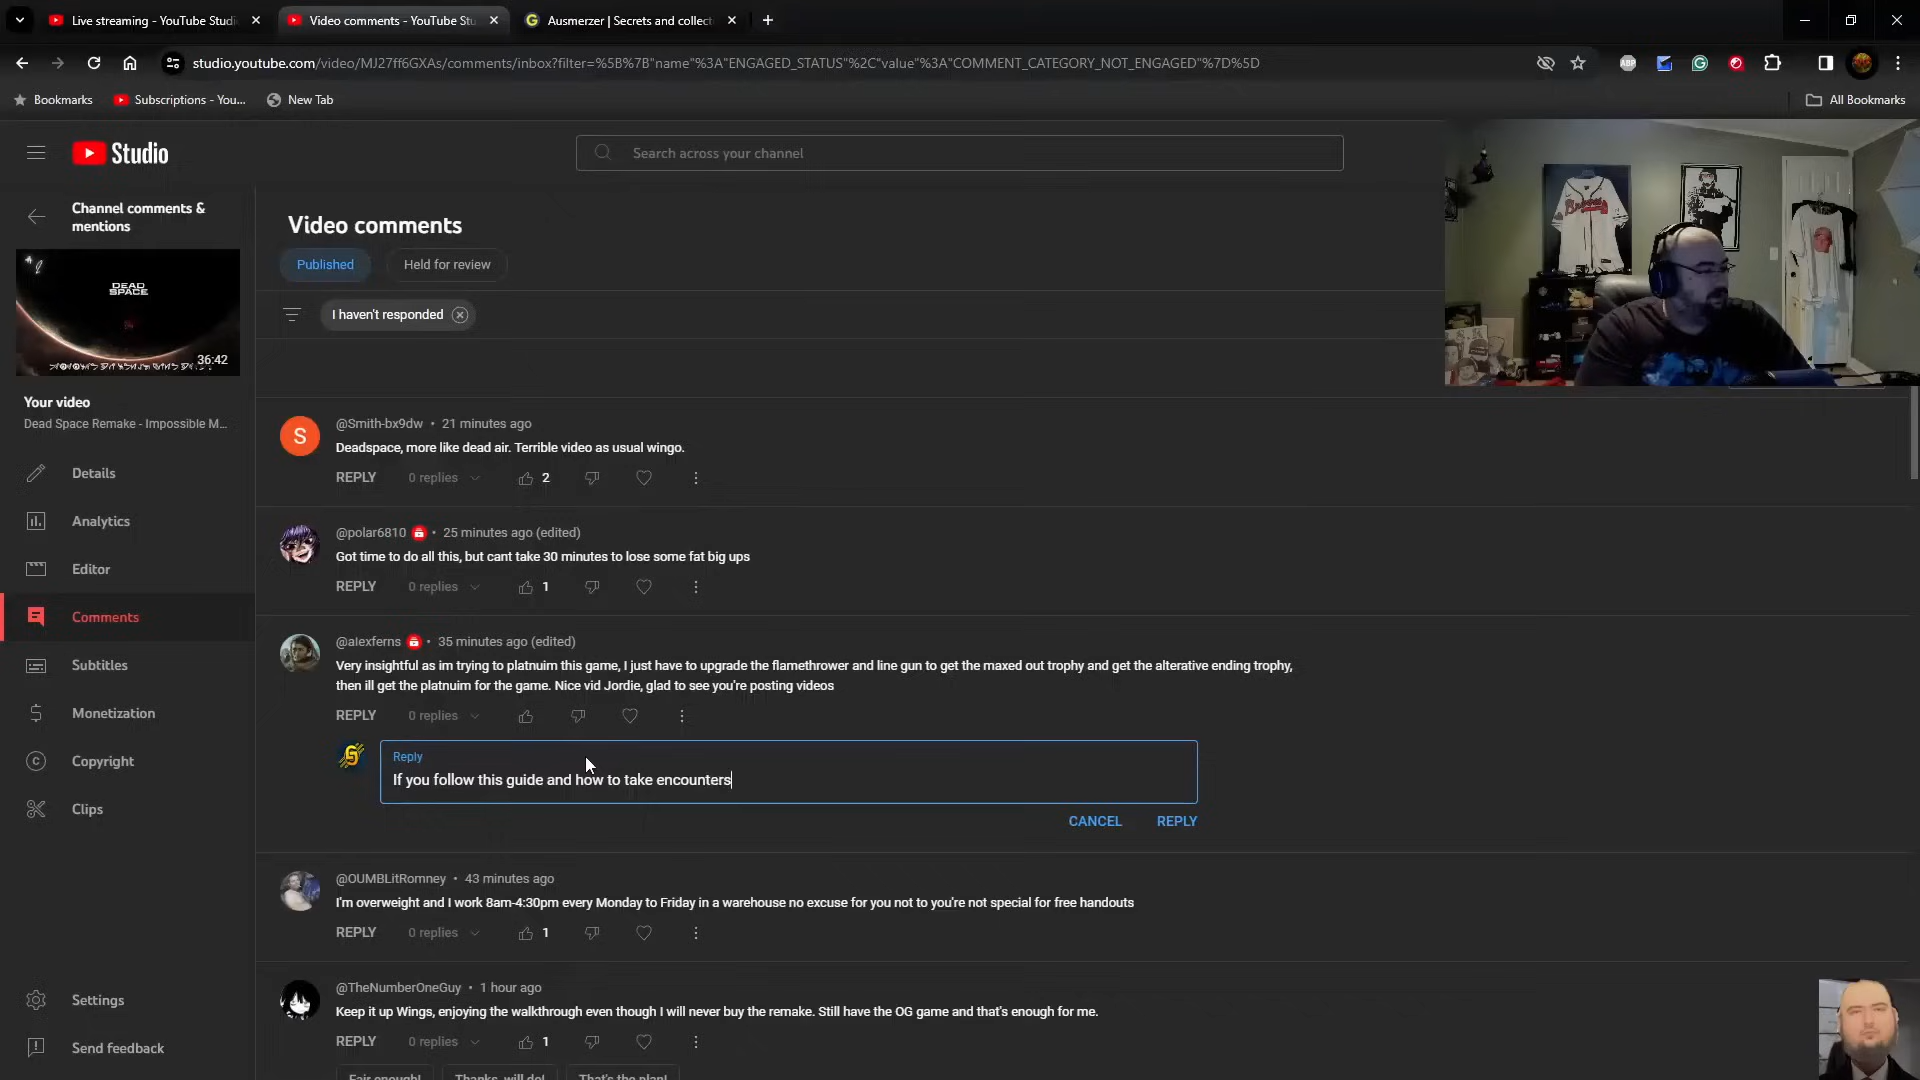 Live streaming - YouTube Studi
Video comments - YouTube Stu
Ausmerzer | Secrets and collect
studio.youtube.com/video/MJ27ff6GXAs/comments/inbox?filter=%5B%7B"name"%3A"ENGAGED_STATUS"%2C"value"%3A"COMMENT_CATEGORY_NOT_ENGAGED"%7D%5D
Bookmarks
Subscriptions - You...
New Tab
All Bookmarks
Studio
Search across your channel
Channel comments &
mentions
DEAD
SPACE
36:42
Your video
Dead Space Remake - Impossible M...
Details
Analytics
Editor
Comments
Subtitles
Monetization
Copyright
Clips
Settings
Send feedback
Video comments
Published
Held for review
I haven't responded
Braves
S
@Smith-bx9dw • 21 minutes ago
Deadspace, more like dead air. Terrible video as usual wingo.
REPLY 0 replies 2
@polar6810 • 25 minutes ago (edited)
Got time to do all this, but cant take 30 minutes to lose some fat big ups
REPLY 0 replies 1
@alexferns • 35 minutes ago (edited)
Very insightful as im trying to platnuim this game, I just have to upgrade the flamethrower and line gun to get the maxed out trophy and get the alterative ending trophy,
then ill get the platnuim for the game. Nice vid Jordie, glad to see you're posting videos
REPLY 0 replies
Reply
If you follow this guide and how to take encounters
CANCEL REPLY
@OUMBLitRomney • 43 minutes ago
I'm overweight and I work 8am-4:30pm every Monday to Friday in a warehouse no excuse for you not to you're not special for free handouts
REPLY 0 replies 1
@TheNumberOneGuy • 1 hour ago
Keep it up Wings, enjoying the walkthrough even though I will never buy the remake. Still have the OG game and that's enough for me.
REPLY 0 replies 1
Fair enough! Thanks, will do! That's the plan!